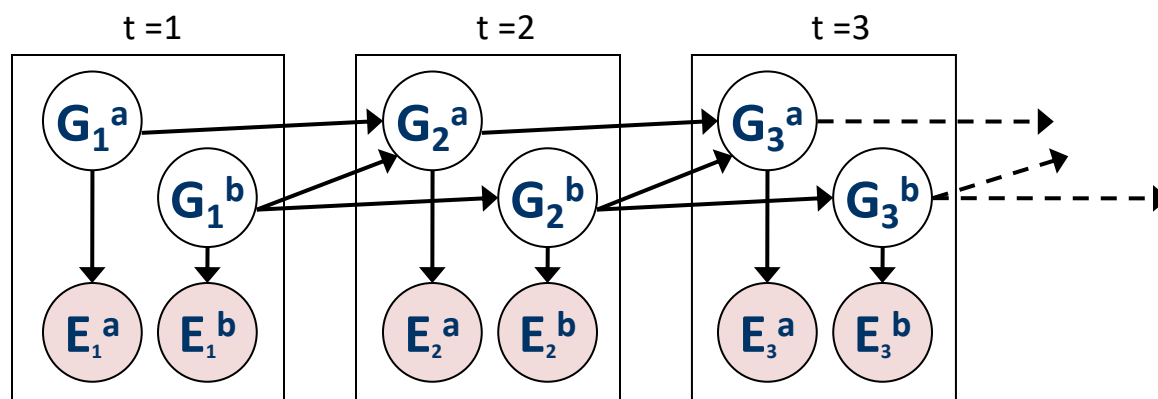 t =1 t =2 t =3
G₁ᵃ G₂ᵃ G₃ᵃ
G₁ᵇ G₂ᵇ G₃ᵇ
E₁ᵃ E₁ᵇ E₂ᵃ E₂ᵇ E₃ᵃ E₃ᵇ